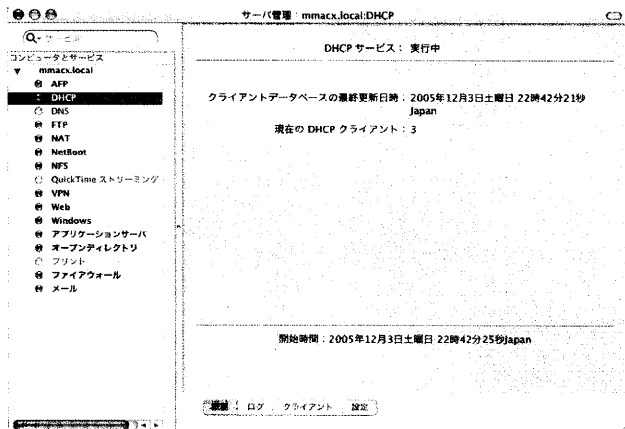 サーバ管理：mmacx.local:DHCP
サービス
コンピュータとサービス
mmacx.local
AFP
DHCP
DNS
FTP
NAT
NetBoot
NFS
QuickTime ストリーミング
VPN
Web
Windows
アプリケーションサーバ
オープンディレクトリ
プリント
ファイアウォール
メール
DHCP サービス： 実行中
クライアントデータベースの最終更新日時：2005年12月3日土曜日 22時42分21秒
Japan
現在の DHCP クライアント：3
開始時間：2005年12月3日土曜日 22時42分25秒Japan
概要 ログ クライアント 設定